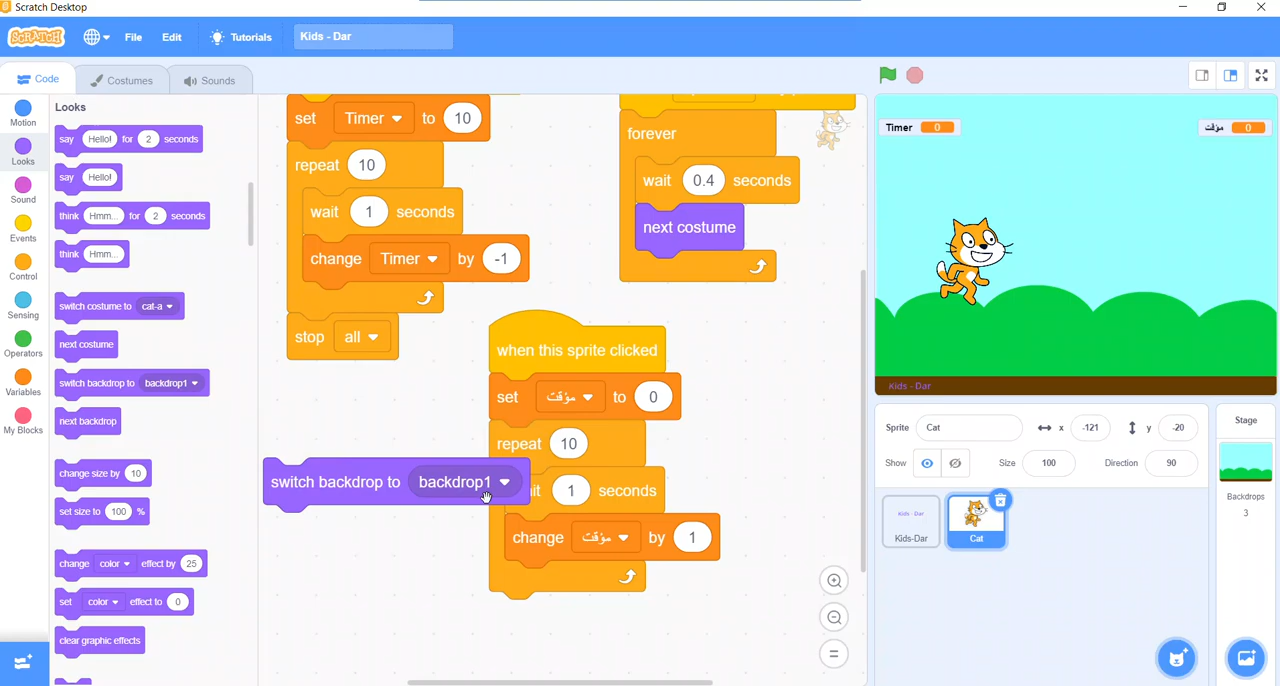 Scratch Desktop
SCRATCH
File
Edit
Tutorials
Kids - Dar
Code
Costumes
Sounds
Motion
Looks
Sound
Events
Control
Sensing
Operators
Variables
My Blocks
Looks
say Hello! for 2 seconds
say Hello!
think Hmm... for 2 seconds
think Hmm...
switch costume to cat-a
next costume
switch backdrop to backdrop1
next backdrop
change size by 10
set size to 100 %
change color effect by 25
set color effect to 0
clear graphic effects
set Timer to 10
repeat 10
wait 1 seconds
change Timer by -1
stop all
forever
wait 0.4 seconds
next costume
when this sprite clicked
set مؤقت to 0
repeat 10
switch backdrop to backdrop1
1 seconds
change مؤقت by 1
Timer 0
مؤقت 0
Kids - Dar
Sprite Cat x -121 y -20
Show Size 100 Direction 90
Kids - Dar
Kids-Dar
Cat
Stage
Backdrops
3